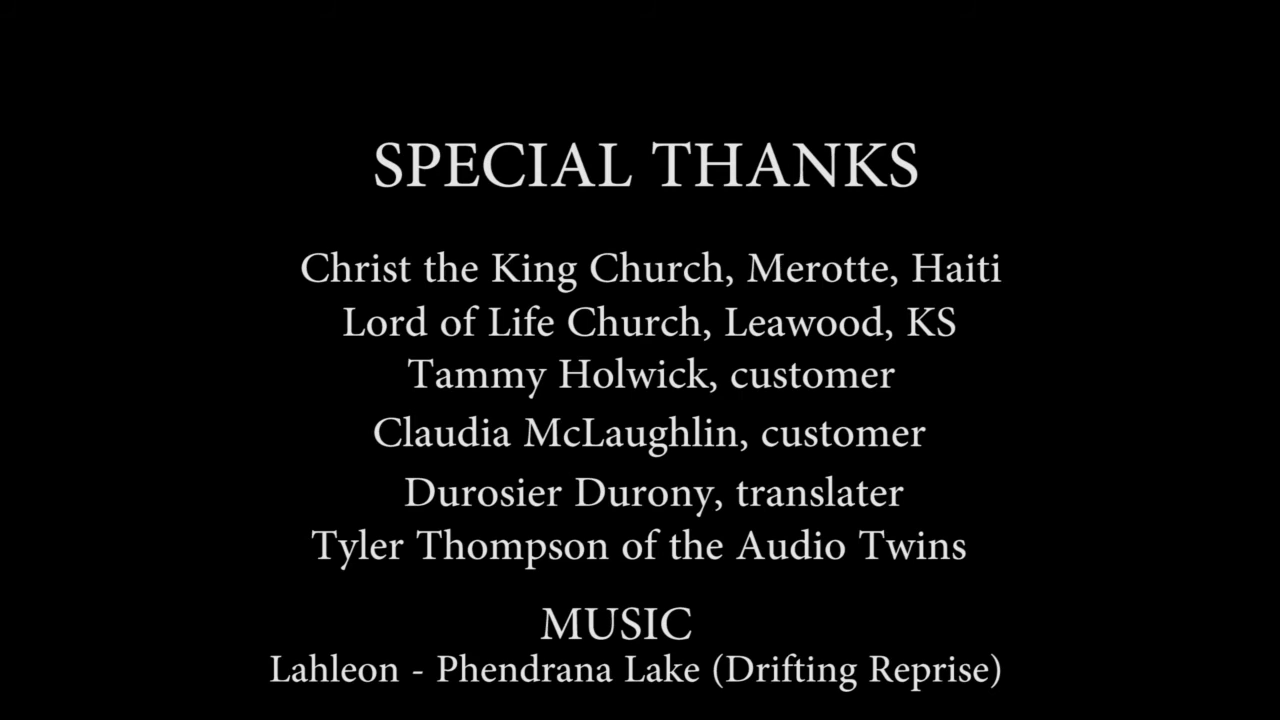 SPECIAL THANKS
Christ the King Church, Merotte, Haiti
Lord of Life Church, Leawood, KS
Tammy Holwick, customer
Claudia McLaughlin, customer
Durosier Durony, translater
Tyler Thompson of the Audio Twins
MUSIC
Lahleon - Phendrana Lake (Drifting Reprise)